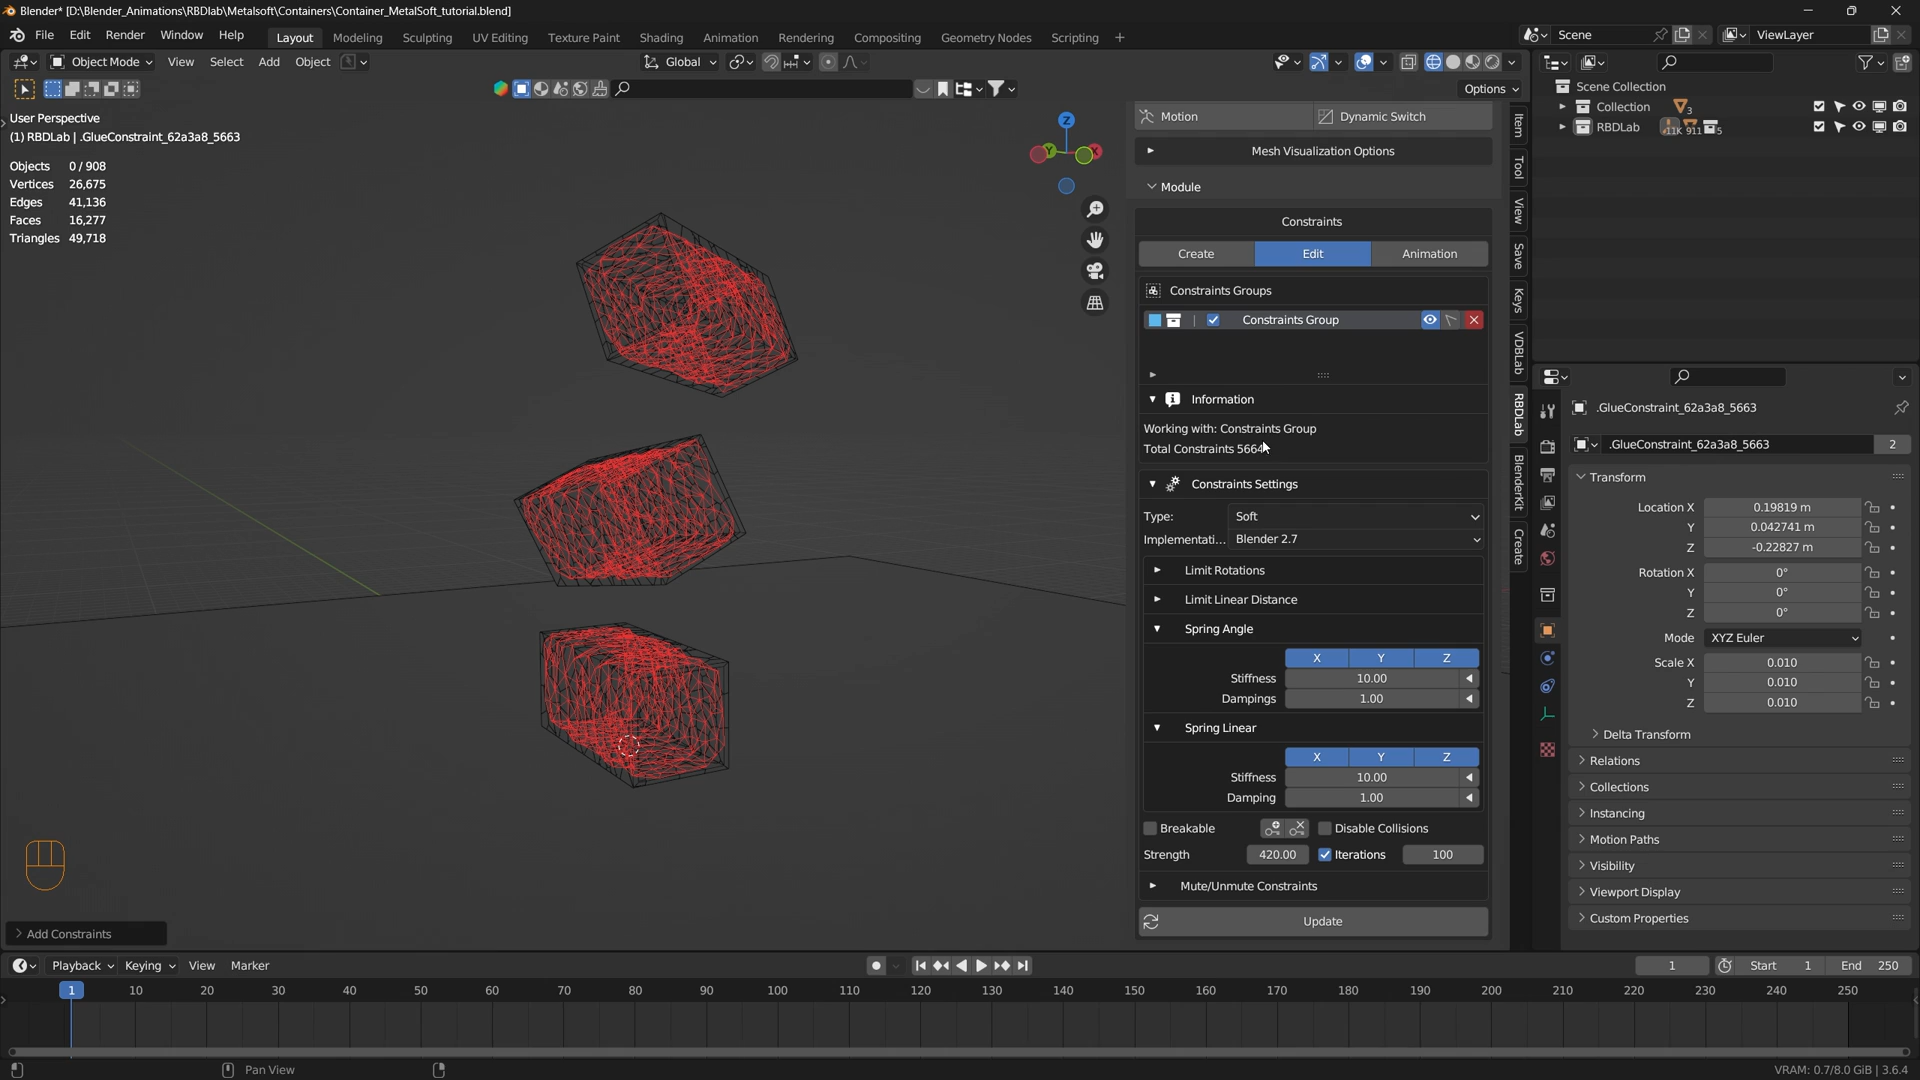 Blender* [D:\Blender_Animations\RBDlab\Metalsoft\Containers\Container_MetalSoft_tutorial.blend]
File Edit Render Window Help Layout Modeling Sculpting UV Editing Texture Paint Shading Animation Rendering Compositing Geometry Nodes Scripting + Scene ViewLayer
Object Mode View Select Add Object Global
Options
User Perspective
(1) RBDLab | .GlueConstraint_62a3a8_5663
Objects 0/908
Vertices 26,675
Edges 41,136
Faces 16,277
Triangles 49,718
Z
Y
X
Motion Dynamic Switch
Mesh Visualization Options
Module
Constraints
Create Edit Animation
Constraints Groups
Constraints Group
Information
Working with: Constraints Group
Total Constraints 5664
Constraints Settings
Type: Soft
Implementati... Blender 2.7
Limit Rotations
Limit Linear Distance
Spring Angle
X Y Z
Stiffness 10.00
Dampings 1.00
Spring Linear
X Y Z
Stiffness 10.00
Damping 1.00
Breakable Disable Collisions
Strength 420.00 Iterations 100
Mute/Unmute Constraints
Update
Item
Tool
View
Save
Keys
VDBLab
RBDLab
BlenderKit
Create
Scene Collection
Collection 3
RBDLab 11K 911 5
.GlueConstraint_62a3a8_5663
.GlueConstraint_62a3a8_5663 2
Transform
Location X 0.19819 m
Y 0.042741 m
Z -0.22827 m
Rotation X 0°
Y 0°
Z 0°
Mode XYZ Euler
Scale X 0.010
Y 0.010
Z 0.010
Delta Transform
Relations
Collections
Instancing
Motion Paths
Visibility
Viewport Display
Custom Properties
Add Constraints
Playback Keying View Marker 1 Start 1 End 250
1 10 20 30 40 50 60 70 80 90 100 110 120 130 140 150 160 170 180 190 200 210 220 230 240 250
Pan View VRAM: 0.7/8.0 GiB | 3.6.4